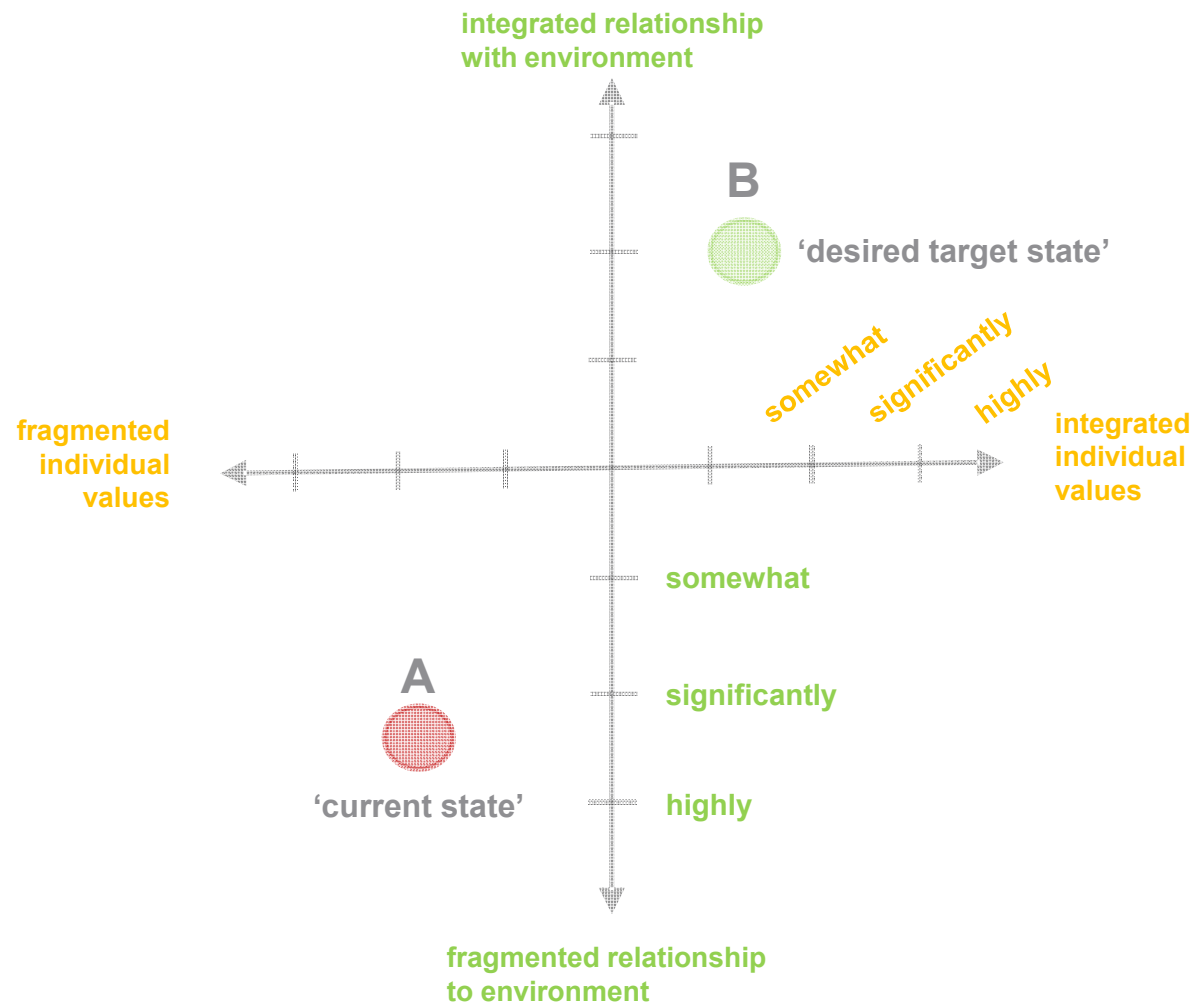 integrated relationship
with environment
B
‘desired target state’
somewhat
significantly
highly
fragmented
individual
values
integrated
individual
values
somewhat
A
significantly
‘current state’
highly
fragmented relationship
to environment